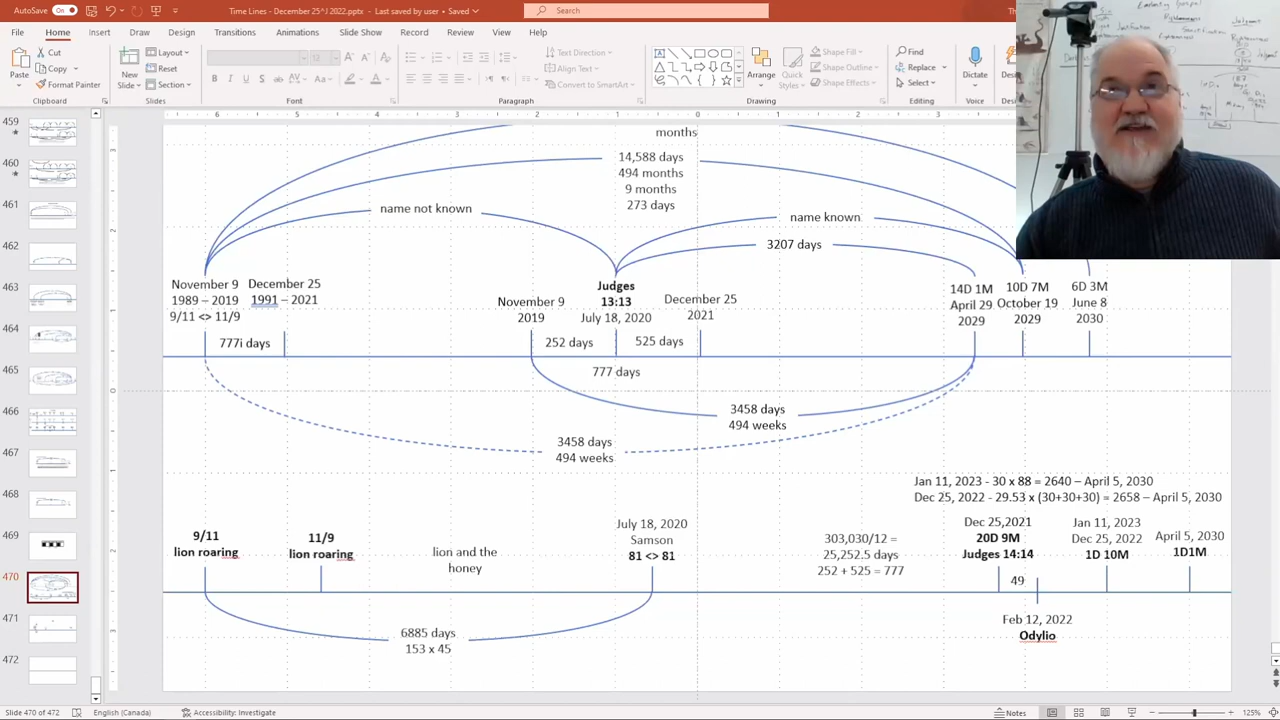 AutoSave On
Time Lines - December 25^J 2022.pptx • Last saved by user • Saved
Search
File Home Insert Draw Design Transitions Animations Slide Show Record Review View Help
Paste
Cut
Copy
Format Painter
Clipboard
New Slide
Layout
Reset
Section
Slides
Font
Text Direction
Align Text
Convert to SmartArt
Paragraph
Arrange
Quick Styles
Shape Fill
Shape Outline
Shape Effects
Drawing
Find
Replace
Select
Editing
Dictate
Voice
459
460
461
462
463
464
465
466
467
468
469
470
471
months
14,588 days
494 months
9 months
273 days
name not known
name known
3207 days
November 9
1989 – 2019
9/11 <> 11/9
December 25
1991 – 2021
777i days
November 9
2019
252 days
Judges
13:13
July 18, 2020
525 days
December 25
2021
777 days
14D 1M
April 29
2029
10D 7M
October 19
2029
6D 3M
June 8
2030
3458 days
494 weeks
3458 days
494 weeks
Jan 11, 2023 - 30 x 88 = 2640 – April 5, 2030
Dec 25, 2022 - 29.53 x (30+30+30) = 2658 – April 5, 2030
9/11
lion roaring
11/9
lion roaring
lion and the
honey
July 18, 2020
Samson
81 <> 81
303,030/12 =
25,252.5 days
252 + 525 = 777
Dec 25,2021
20D 9M
Judges 14:14
49
Jan 11, 2023
Dec 25, 2022
1D 10M
April 5, 2030
1D1M
Feb 12, 2022
Odylio
6885 days
153 x 45
Slide 470 of 472
English (Canada)
Accessibility: Investigate
Notes
125%